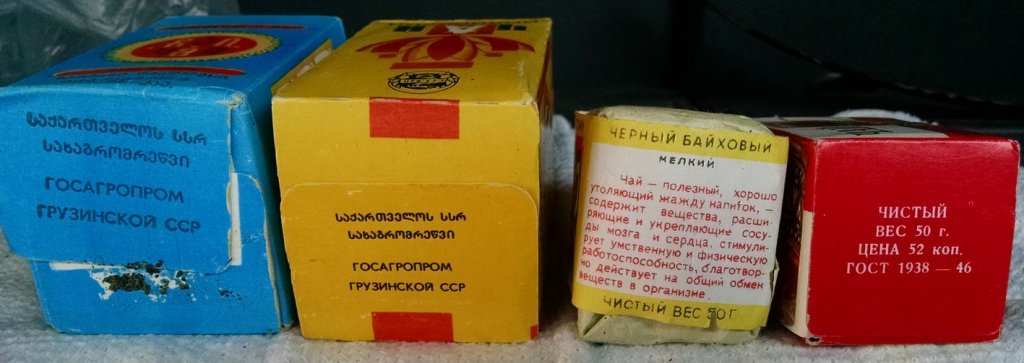 საქართველოს სსრ
სახაგრომრეწვი
ГОСАГРОПРОМ
ГРУЗИНСКОЙ ССР
საქართველოს სსრ
სახაგრომრეწვი
ГОСАГРОПРОМ
ГРУЗИНСКОЙ ССР
ЧЕРНЫЙ БАЙХОВЫЙ
МЕЛКИЙ
Чай — полезный, хорошо
утоляющий жажду напиток, —
содержит вещества, расши-
ряющие и укрепляющие сосу-
ды мозга и сердца, стимули-
рует умственную и физическую
работоспособность, благотвор-
но действует на общий обмен
веществ в организме.
ЧИСТЫЙ ВЕС 50 Г
ЧИСТЫЙ
ВЕС 50 г.
ЦЕНА 52 коп.
ГОСТ 1938 — 46